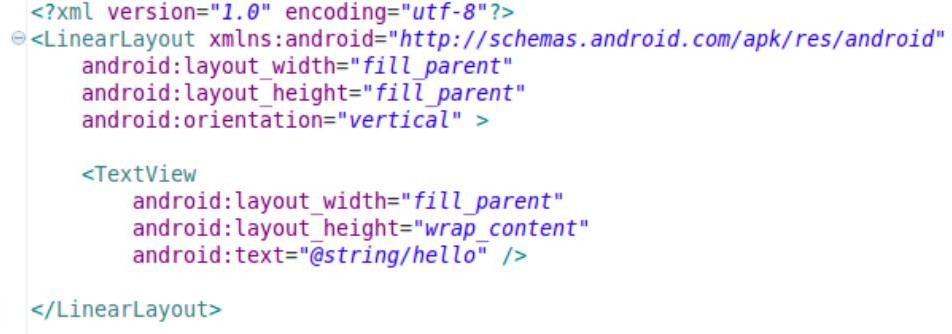 <?xml version="1.0" encoding="utf-8"?>
<LinearLayout xmlns:android="http://schemas.android.com/apk/res/android"
    android:layout_width="fill_parent"
    android:layout_height="fill_parent"
    android:orientation="vertical" >

    <TextView
        android:layout_width="fill_parent"
        android:layout_height="wrap_content"
        android:text="@string/hello" />

</LinearLayout>